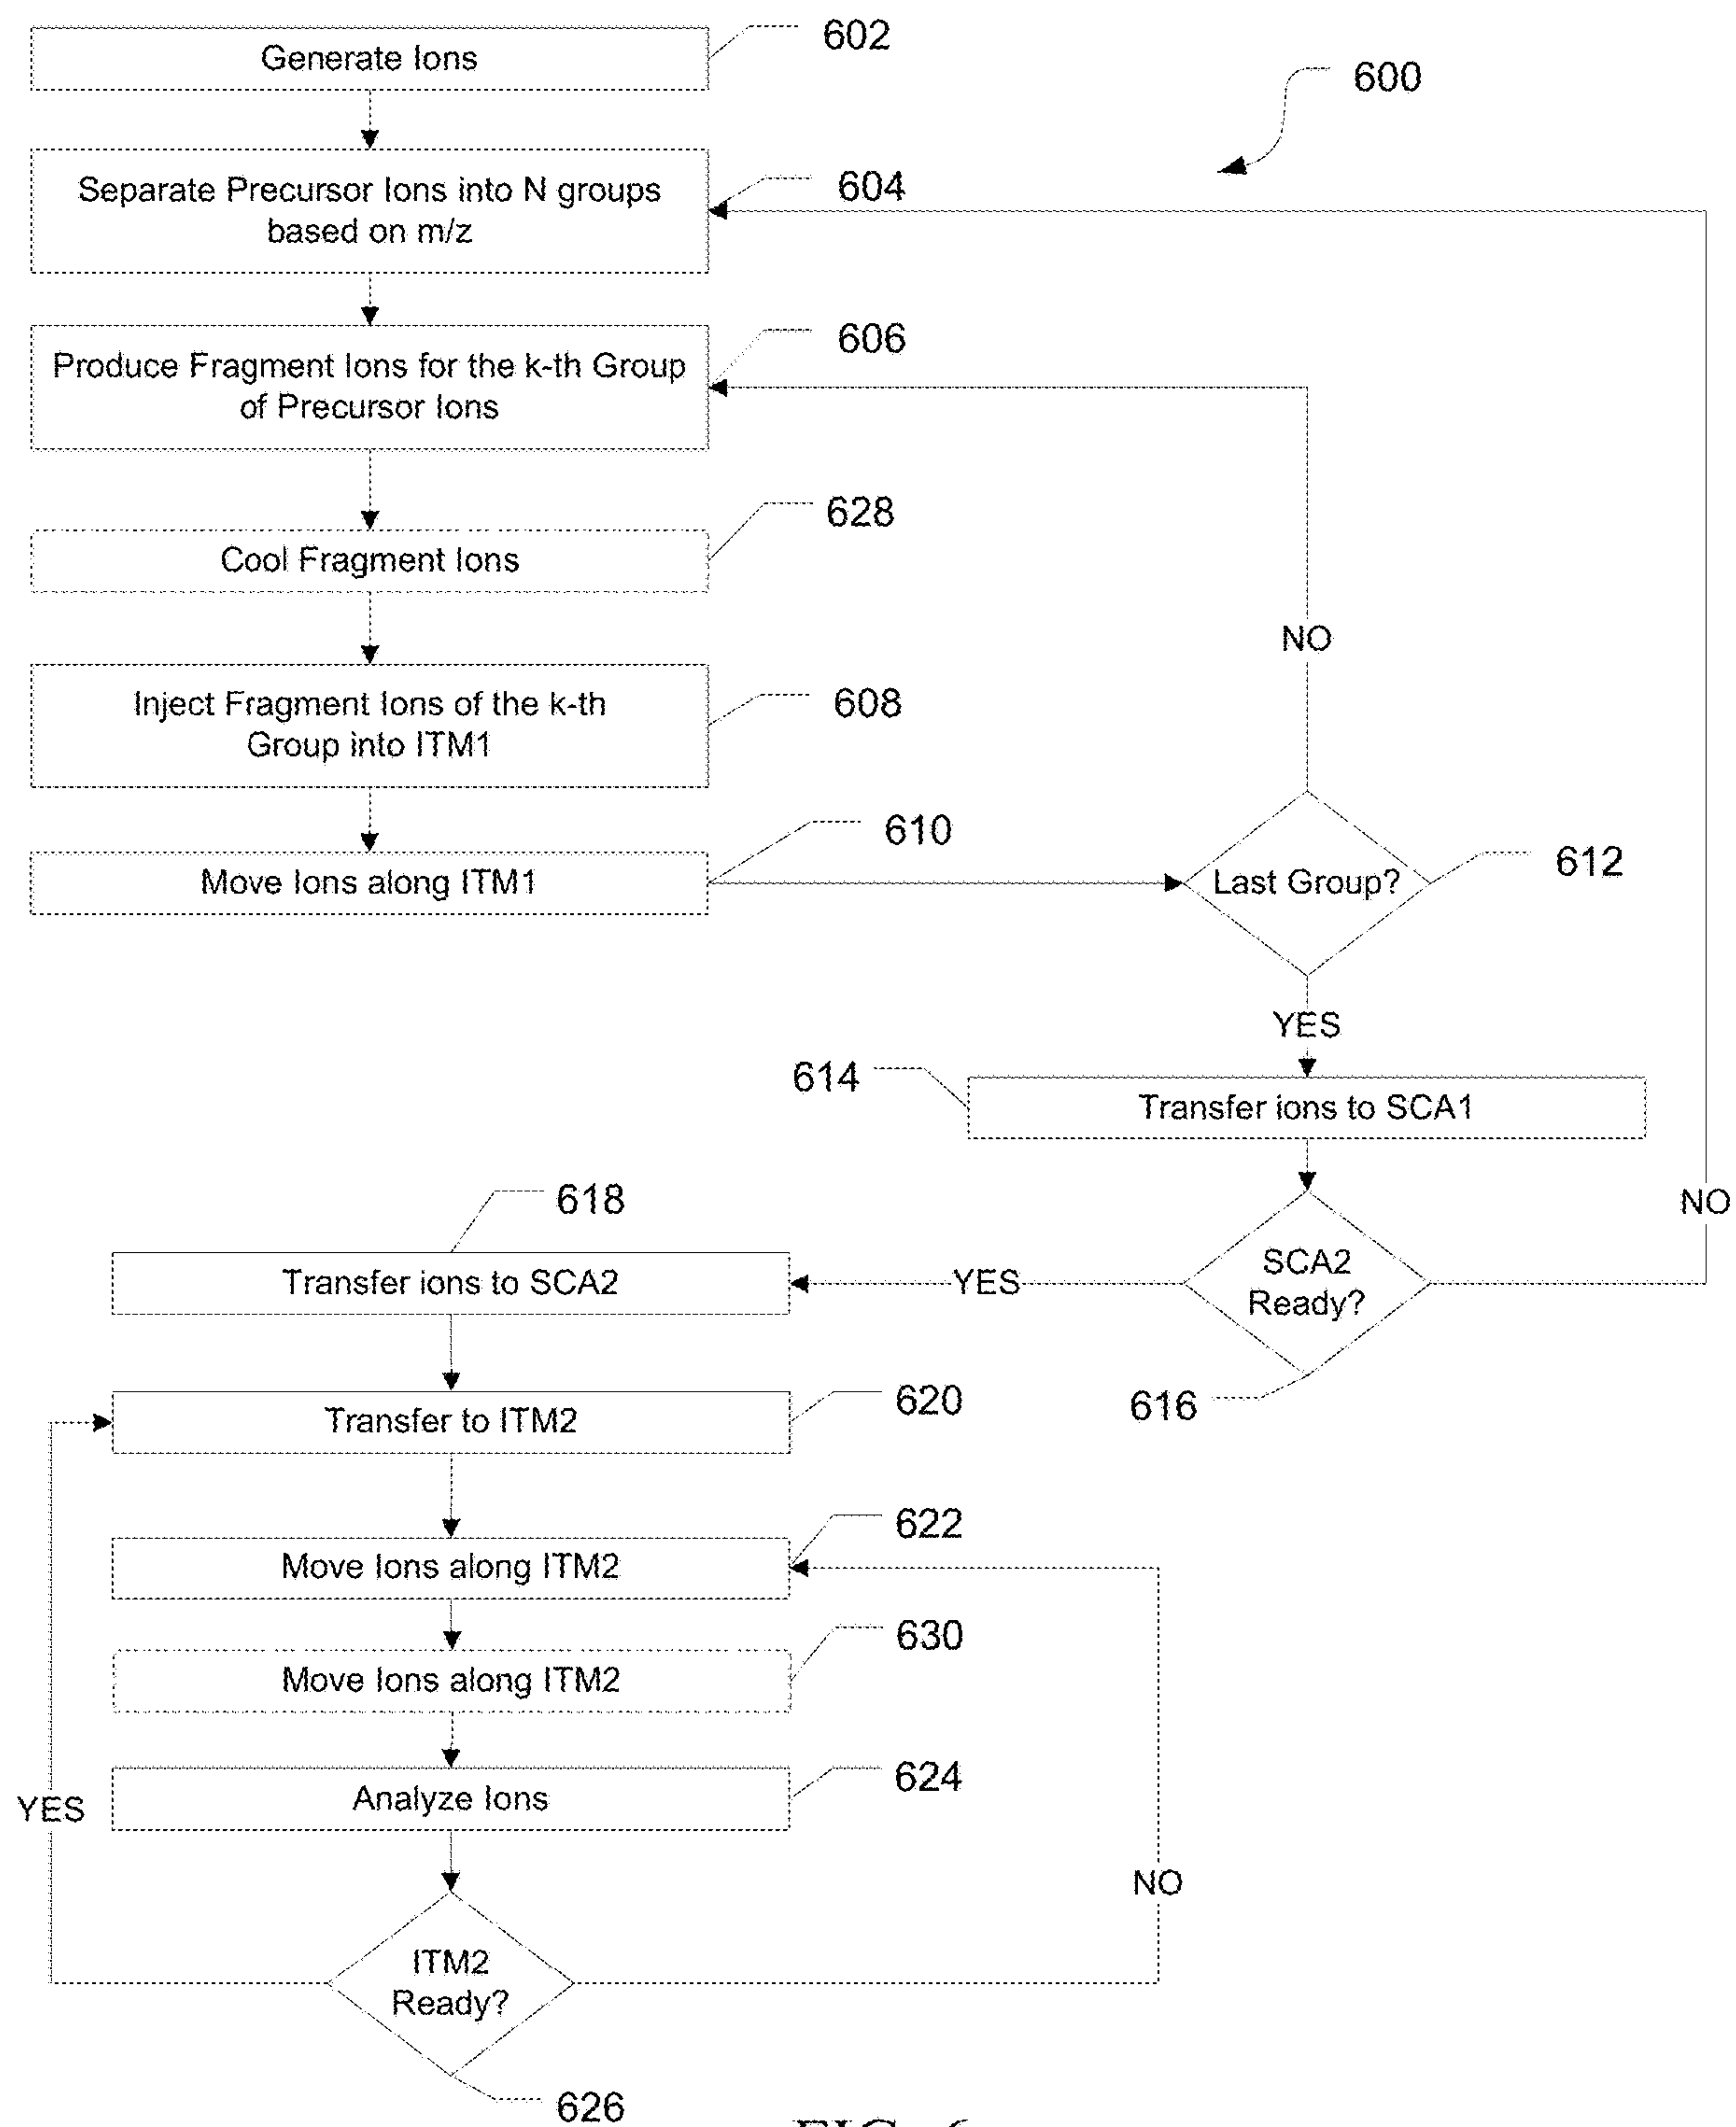 602
Generate Ions
600
Separate Precursor Ions into N groups
based on m/z
604
Produce Fragment Ions for the k-th Group
of Precursor Ions
606
628
Cool Fragment Ions
NO
Inject Fragment Ions of the k-th
Group into ITM1
608
610
Move Ions along ITM1
Last Group?
612
YES
614
Transfer ions to SCA1
618
NO
Transfer ions to SCA2
YES
SCA2
Ready?
620
616
Transfer to ITM2
622
Move Ions along ITM2
630
Move Ions along ITM2
624
Analyze Ions
YES
NO
ITM2
Ready?
626
FIG. 6